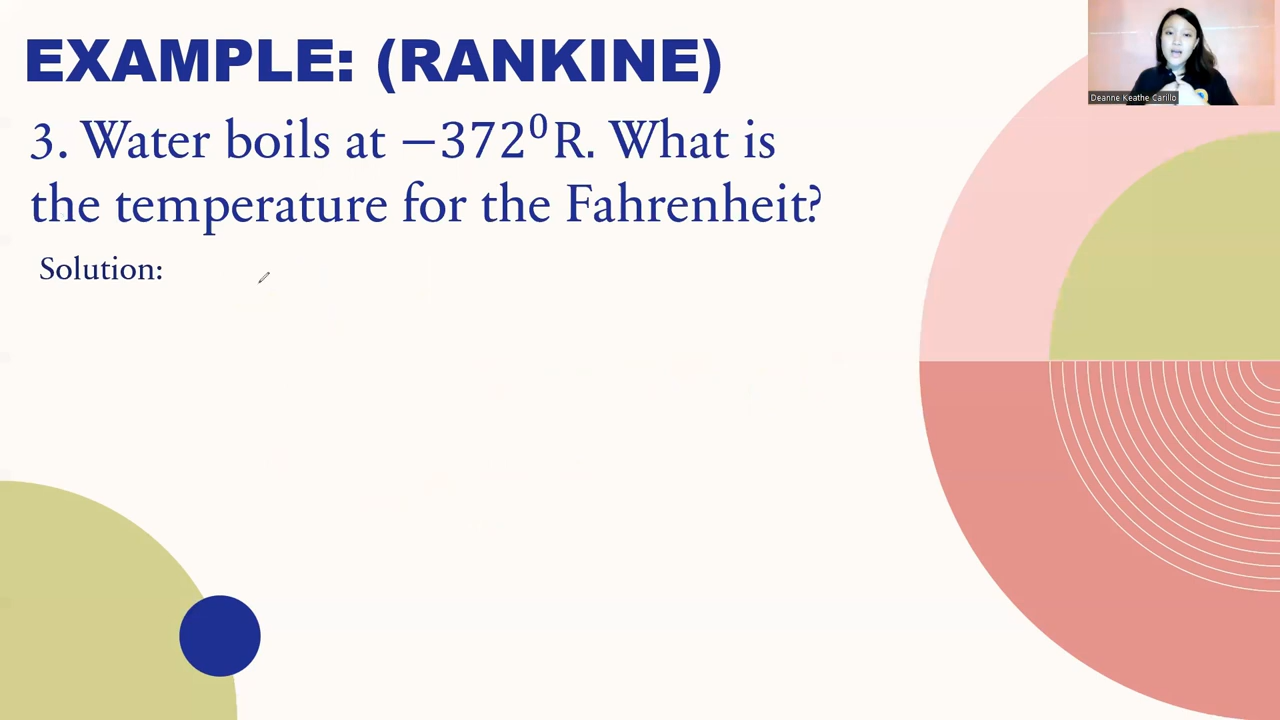 EXAMPLE: (RANKINE)
3. Water boils at −372⁰R. What is
the temperature for the Fahrenheit?
Solution:
Deanne Keathe Carillo